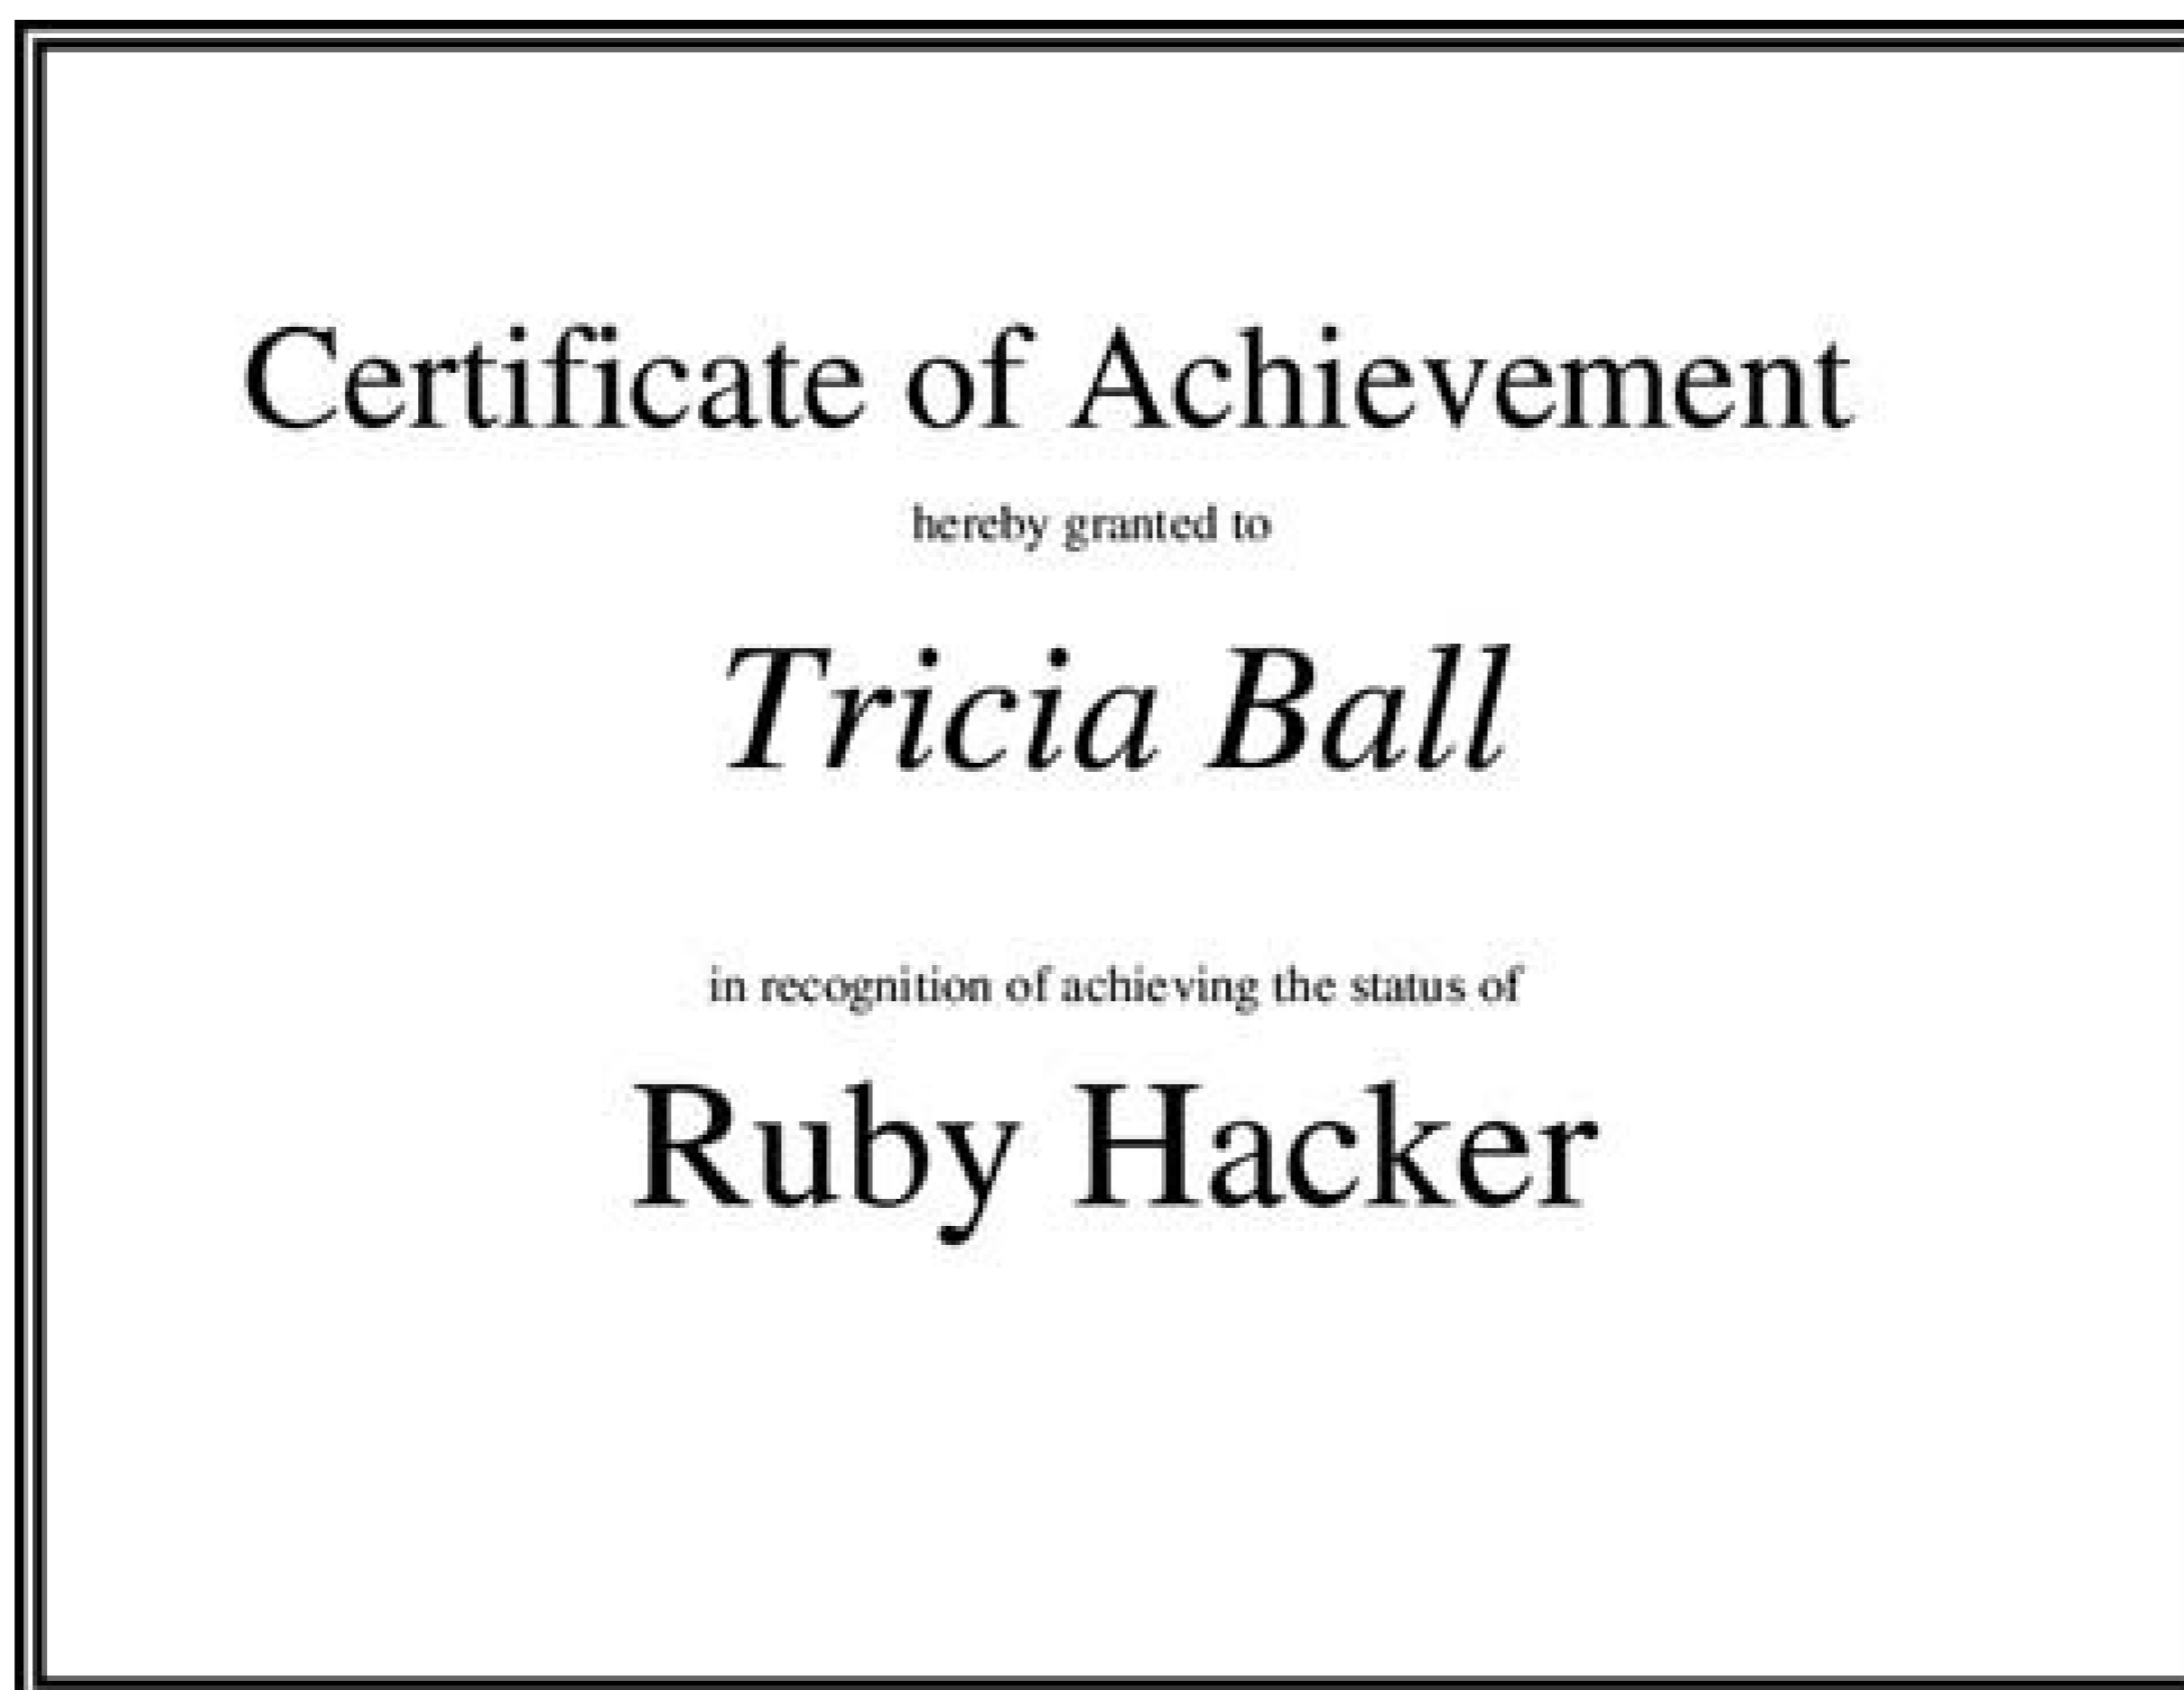 Certificate of Achievement
hereby granted to
Tricia Ball
in recognition of achieving the status of
Ruby Hacker